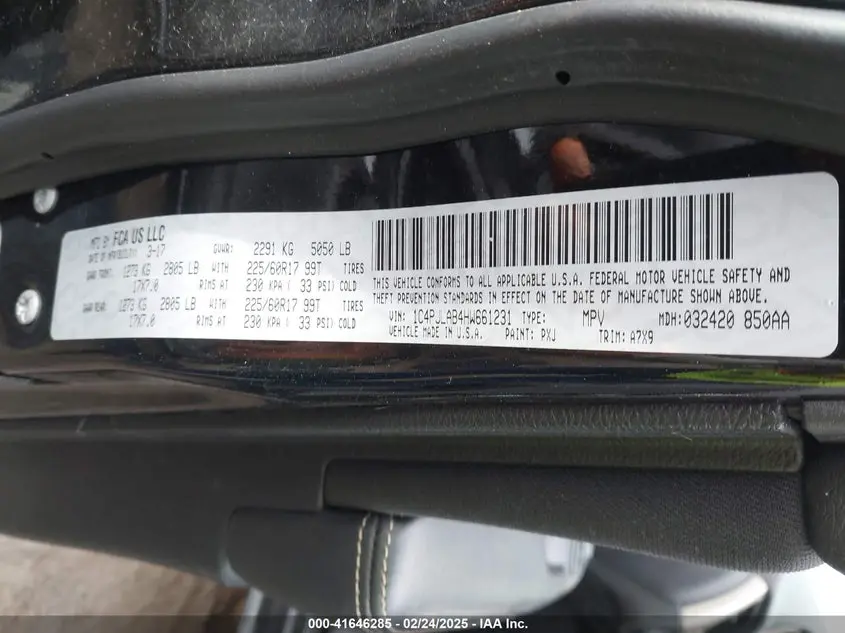 MFD BY: FCA US LLC
DATE OF MFR 3-17 GVWR: 2291 KG 5050 LB
GAWR FRONT: 1273 KG 2805 LB WITH 225/60R17 99T TIRES
17X7.0 RIMS AT 230 KPA ( 33 PSI) COLD
GAWR REAR: 1273 KG 2805 LB WITH 225/60R17 99T TIRES
17X7.0 RIMS AT 230 KPA ( 33 PSI) COLD
THIS VEHICLE CONFORMS TO ALL APPLICABLE U.S.A. FEDERAL MOTOR VEHICLE SAFETY AND
THEFT PREVENTION STANDARDS IN EFFECT ON THE DATE OF MANUFACTURE SHOWN ABOVE.
VIN: 1C4PJLAB4HW661231 TYPE: MPV MDH: 032420 850AA
VEHICLE MADE IN U.S.A. PAINT: PXJ TRIM: A7X9
000-41646285 - 02/24/2025 - IAA Inc.